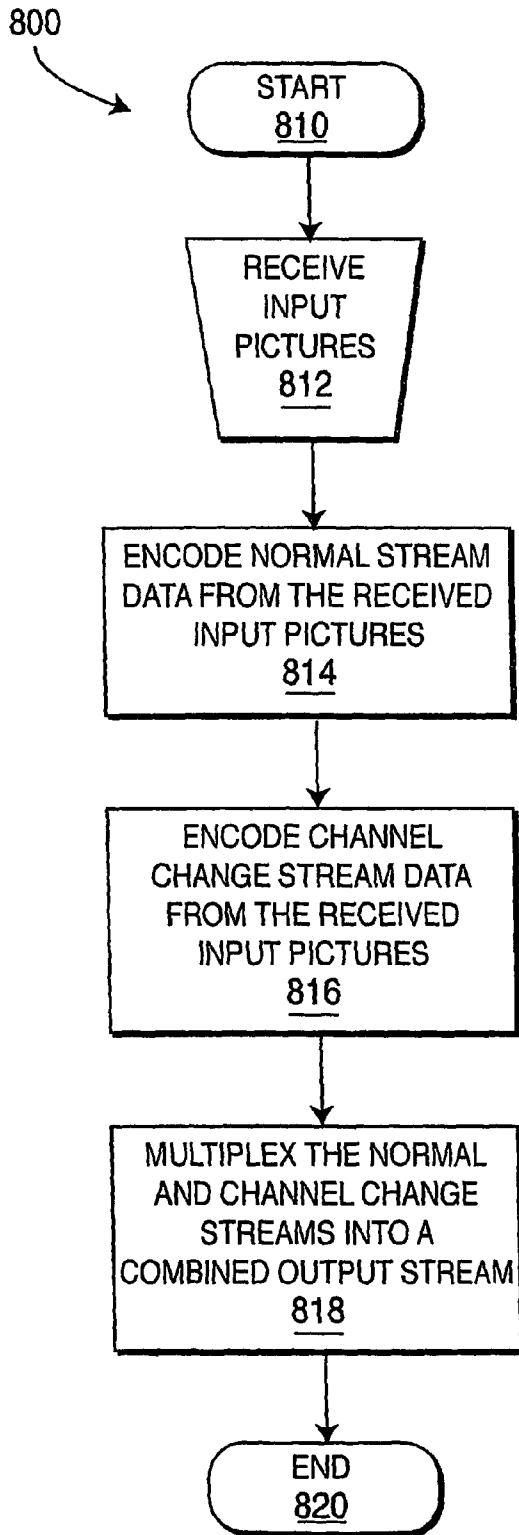 800
START
810
RECEIVE
INPUT
PICTURES
812
ENCODE NORMAL STREAM
DATA FROM THE RECEIVED
INPUT PICTURES
814
ENCODE CHANNEL
CHANGE STREAM DATA
FROM THE RECEIVED
INPUT PICTURES
816
MULTIPLEX THE NORMAL
AND CHANNEL CHANGE
STREAMS INTO A
COMBINED OUTPUT STREAM
818
END
820